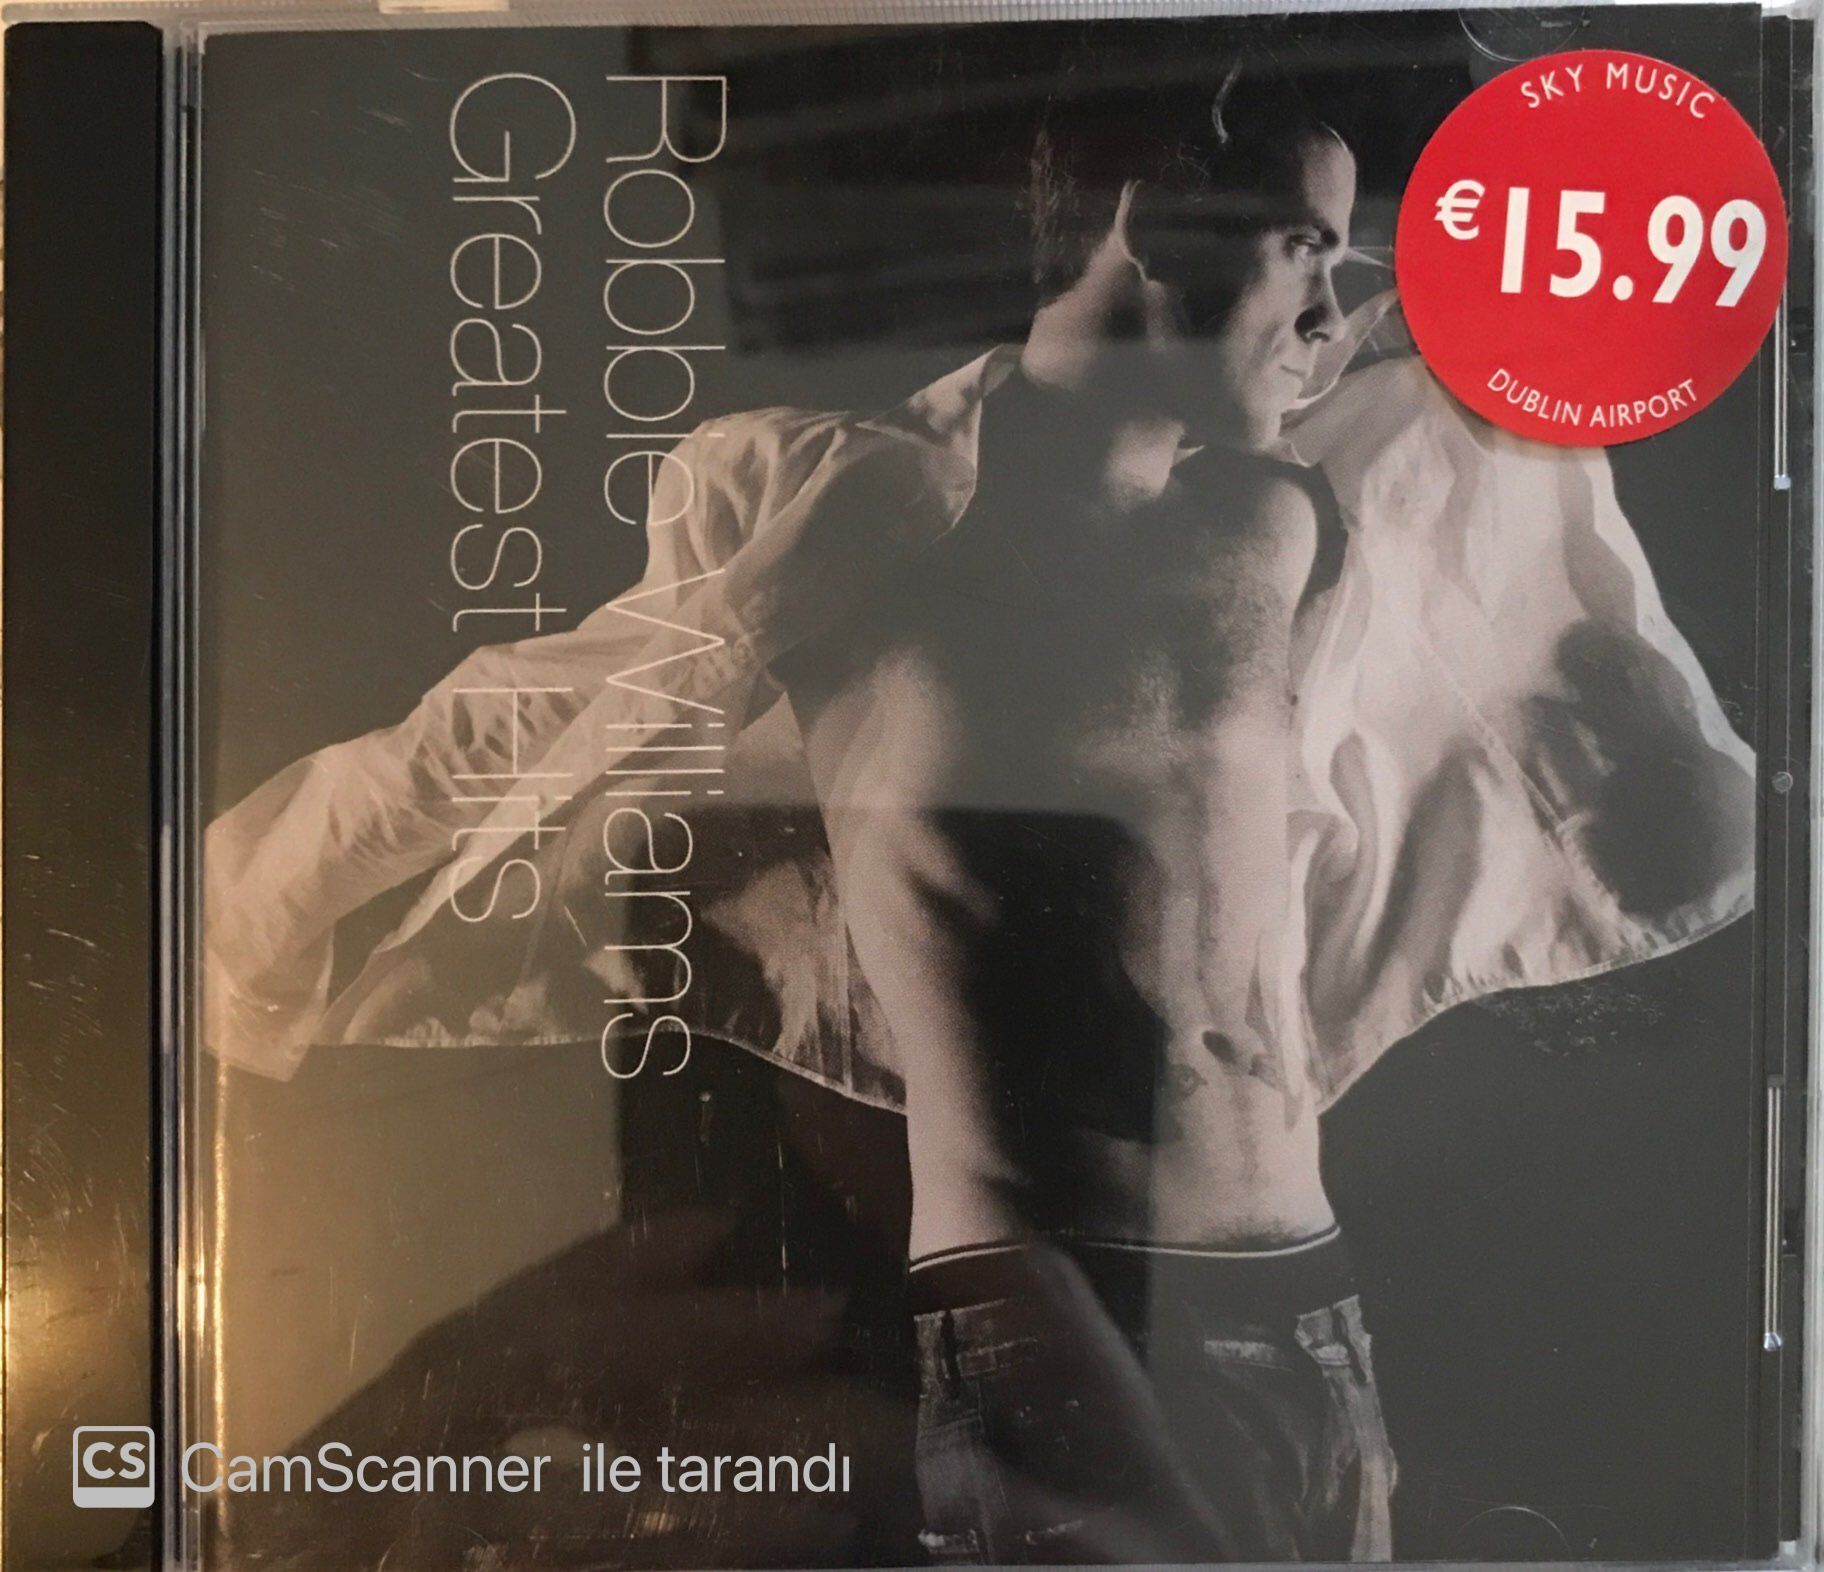 Robbie Williams
Greatest Hits
SKY MUSIC
€15.99
DUBLIN AIRPORT
CS CamScanner ile tarandı